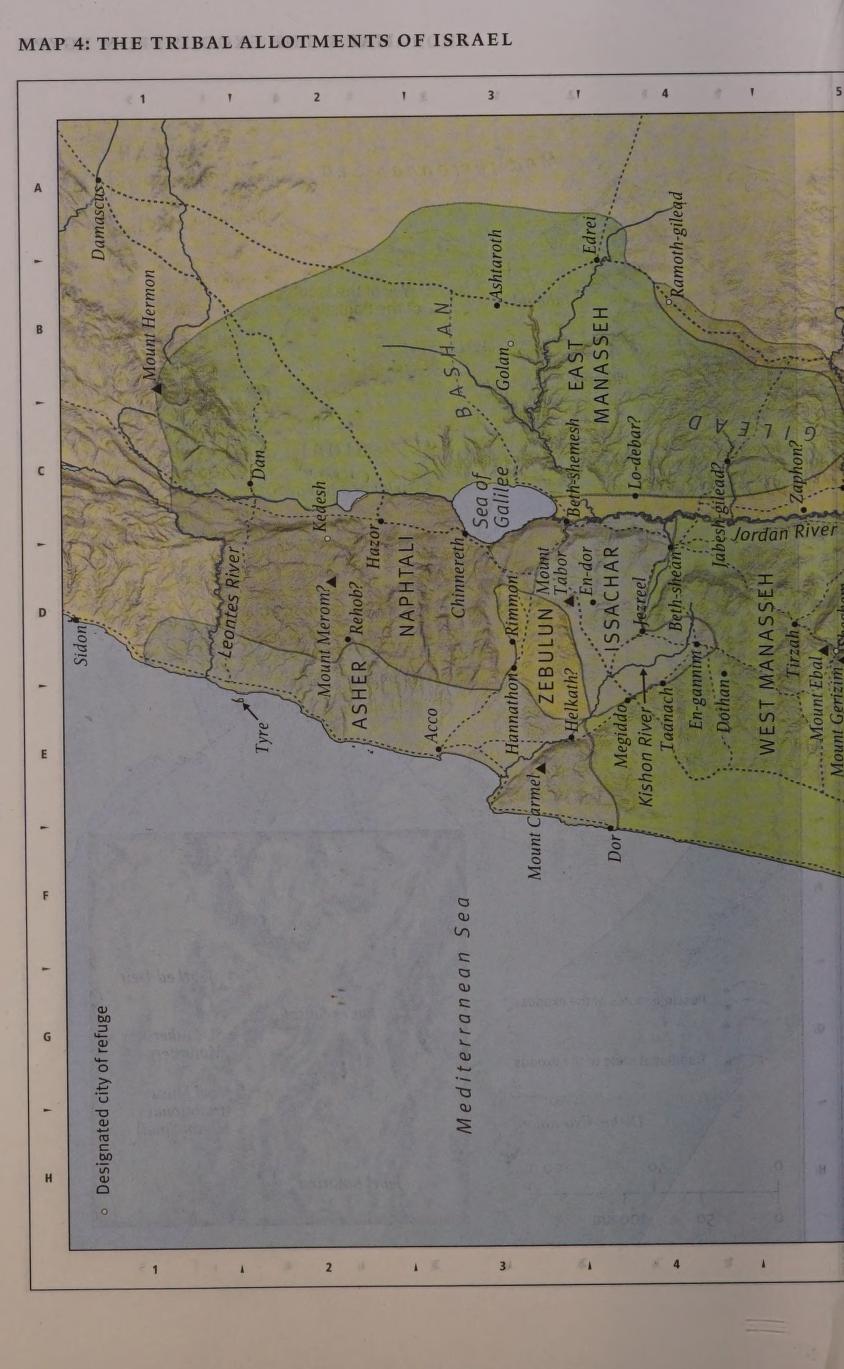 MAP 4: THE TRIBAL ALLOTMENTS OF ISRAEL
1 2 3 4 5
A
B
C
D
E
F
G
H
Damascus
Mount Hermon
Dan
Sidon
Leontes River
Tyre
Kedesh
Mount Merom?
Rehob?
Hazor
NAPHTALI
ASHER
Acco
Chinnereth
Sea of
Galilee
BASHAN
Ashtaroth
Golan
EAST
MANASSEH
Edrei
Ramoth-gilead
GILEAD
Beth-shemesh
Lo-debar?
Jabesh-gilead?
Zaphon?
Jordan River
Rimmon
Hannathon
ZEBULUN
Helkath?
Mount
Tabor
En-dor
ISSACHAR
Jezreel
Beth-shean
Mount Carmel
Dor
Megiddo
Kishon River
Taanach
En-gannim
Dothan
WEST MANASSEH
Tirzah
Mount Ebal
Mount Gerizim
Mediterranean Sea
Designated city of refuge
1 2 3 4